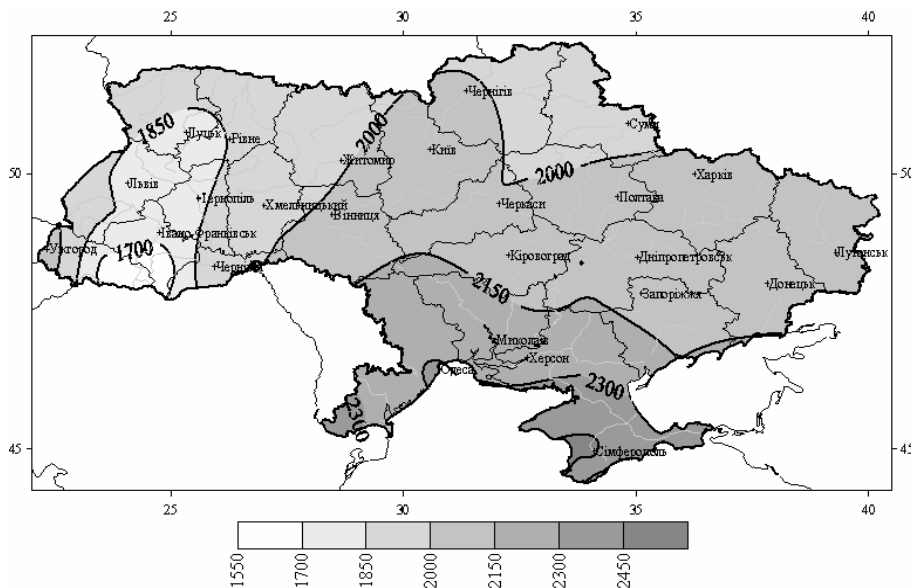 25 30 35 40
50 50
45 45
Чернігів
Суми
1850
Луцьк
Рівне
2000
Житомир
Київ
Харків
Львів
Тернопіль
Хмельницький
Вінниця
Черкаси
2000
Полтава
Ужгород
Івано-Франківськ
1700
Чернівці
Кіровоград
Дніпропетровськ
Луганськ
2150
Запоріжжя
Донецьк
Миколаїв
Херсон
Одеса
2300
2300
Сімферополь
25 30 35 40
1550 1700 1850 2000 2150 2300 2450